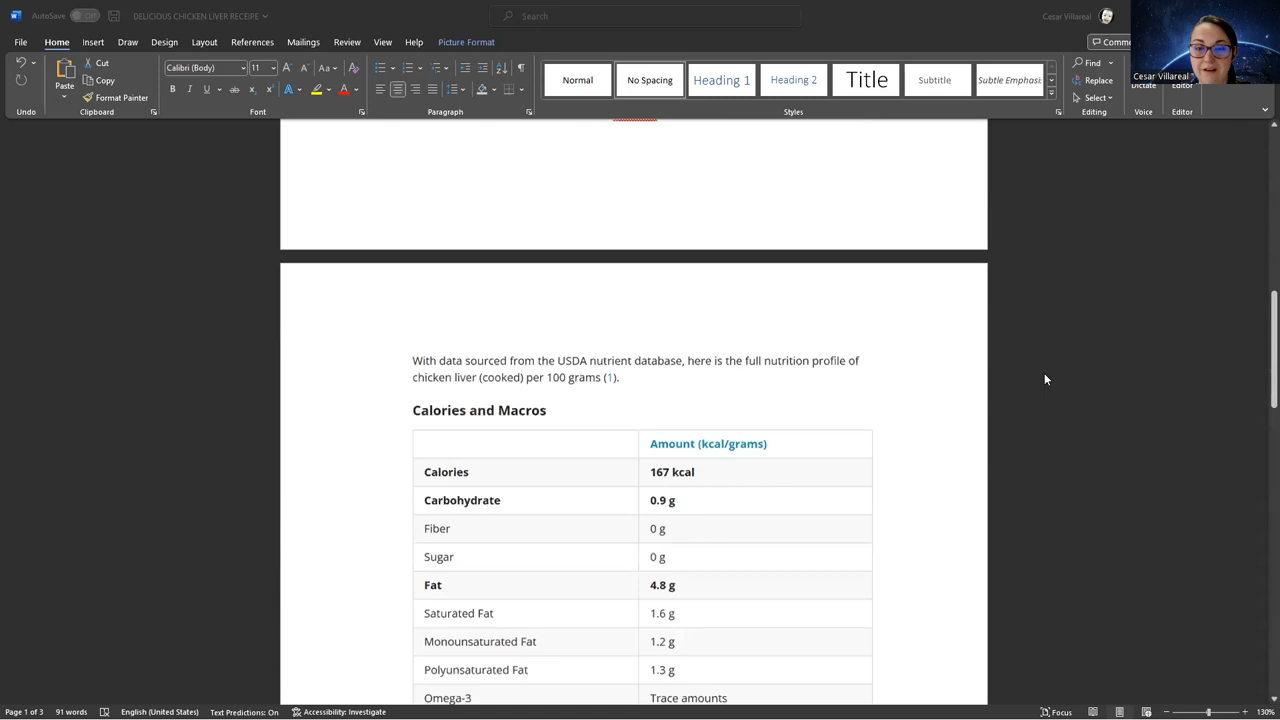 AutoSave Off DELICIOUS CHICKEN LIVER RECEIPE Search Cesar Villareal
File Home Insert Draw Design Layout References Mailings Review View Help Picture Format
Cut
Copy
Format Painter
Paste
Calibri (Body) 11
Normal No Spacing Heading 1 Heading 2 Title Subtitle Subtle Emphasis
Find
Replace
Select
Cesar Villareal
Dictate Editor
Undo Clipboard Font Paragraph Styles Editing Voice Editor
With data sourced from the USDA nutrient database, here is the full nutrition profile of
chicken liver (cooked) per 100 grams (1).
Calories and Macros
Amount (kcal/grams)
Calories 167 kcal
Carbohydrate 0.9 g
Fiber 0 g
Sugar 0 g
Fat 4.8 g
Saturated Fat 1.6 g
Monounsaturated Fat 1.2 g
Polyunsaturated Fat 1.3 g
Omega-3 Trace amounts
Page 1 of 3 91 words English (United States) Text Predictions: On Accessibility: Investigate Focus 130%